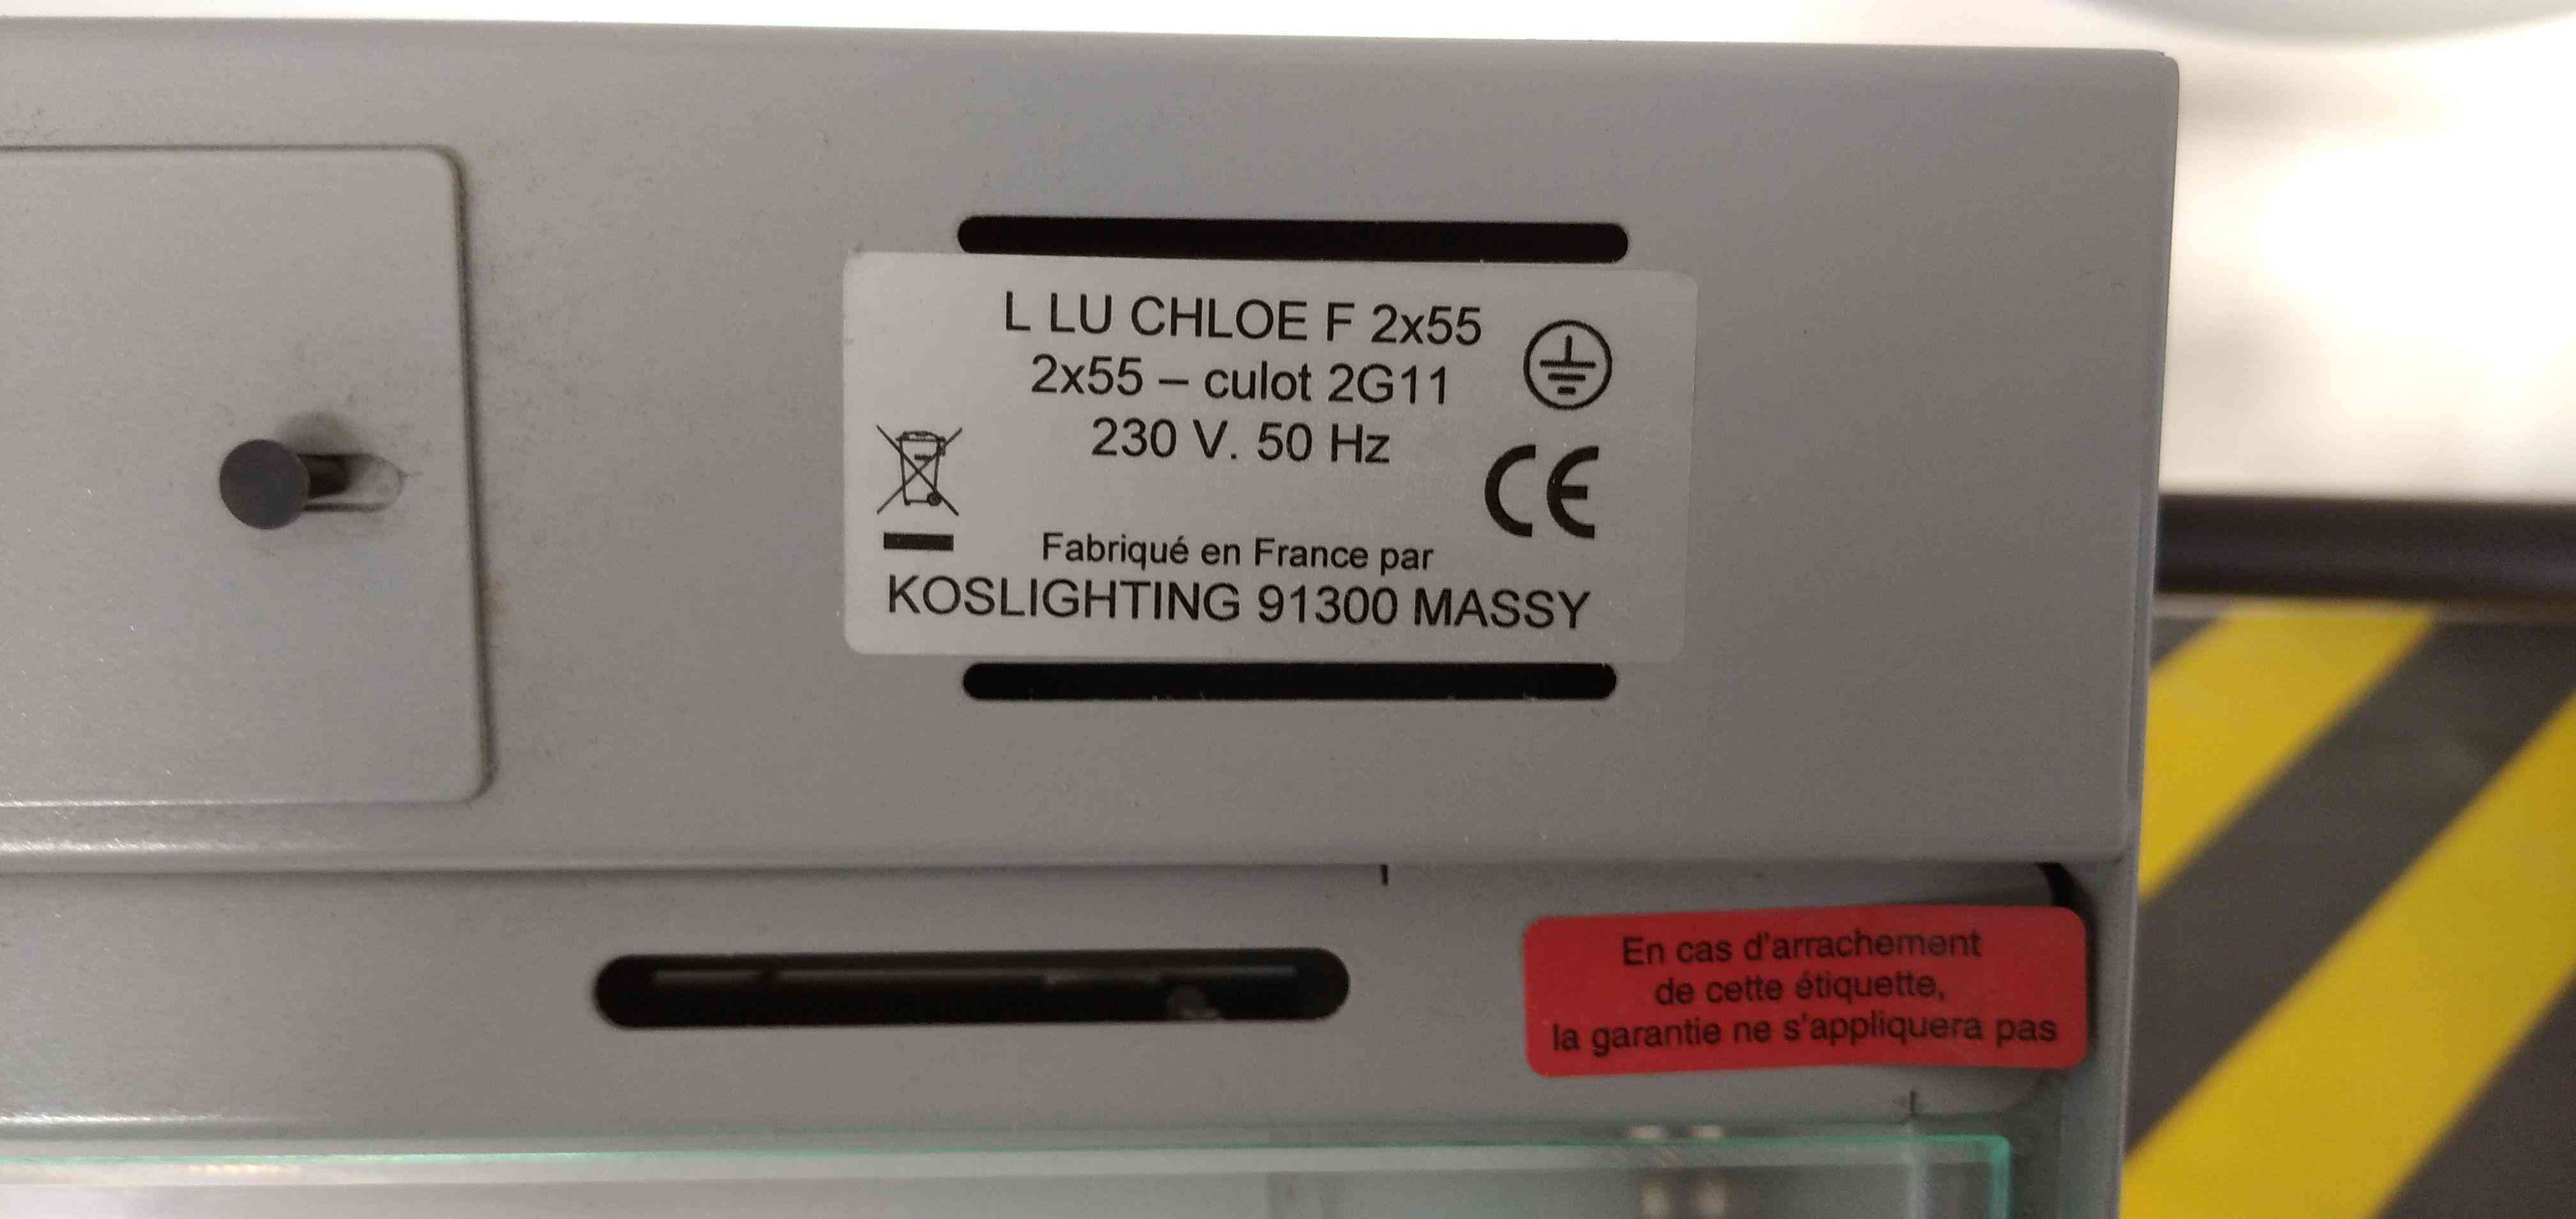 L LU CHLOE F 2x55
2x55 – culot 2G11
230 V. 50 Hz
CE
Fabriqué en France par
KOSLIGHTING 91300 MASSY
En cas d'arrachement
de cette étiquette,
la garantie ne s'appliquera pas